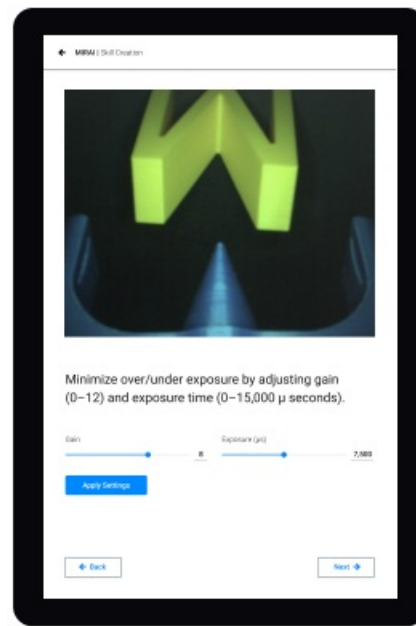 MIRAI | Skill Creation
Minimize over/under exposure by adjusting gain
(0–12) and exposure time (0–15,000 µ seconds).
Gain 8 Exposure (µs) 7,500
Apply Settings
Back Next